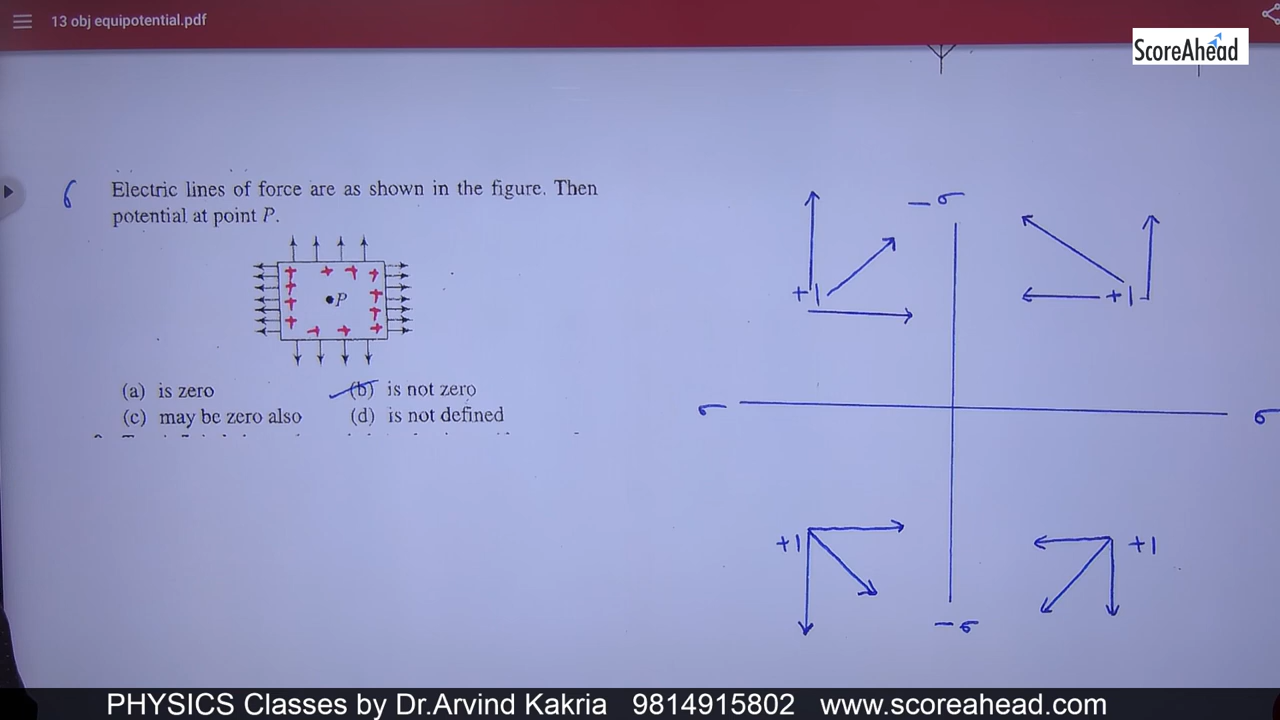 13 obj equipotential.pdf
ScoreAhead
6 Electric lines of force are as shown in the figure. Then
potential at point P.
P
(a) is zero (b) is not zero
(c) may be zero also (d) is not defined
-σ
+1 +1
σ σ
+1 +1
-σ
PHYSICS Classes by Dr.Arvind Kakria 9814915802 www.scoreahead.com